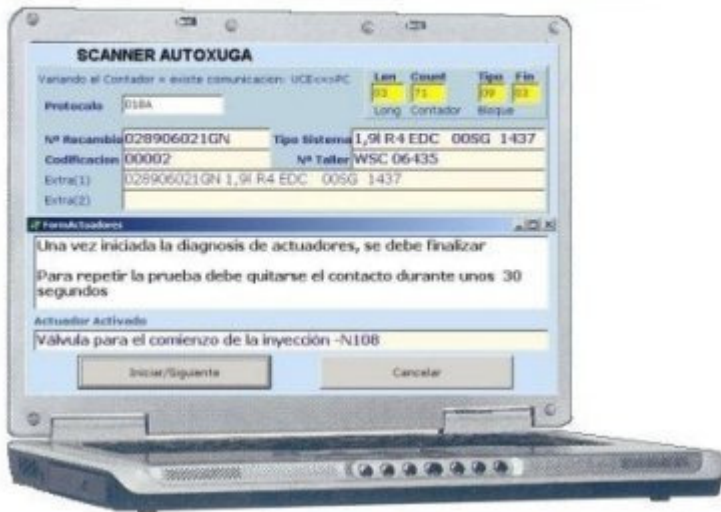 SCANNER AUTOXUGA
Variando el Contador = existe comunicacion: UCE<=>PC
Len Count Tipo Fin
03 71 09 03
Long Contador Bloque
Protocolo 018A
Nº Recambio 028906021GN Tipo Sistema 1,9l R4 EDC 00SG 1437
Codificacion 00002 Nº Taller WSC 06435
Extra(1) 028906021GN 1,9l R4 EDC 00SG 1437
Extra(2)
FormActuadores
Una vez iniciada la diagnosis de actuadores, se debe finalizar
Para repetir la prueba debe quitarse el contacto durante unos 30
segundos
Actuador Activado
Válvula para el comienzo de la inyección -N108
Iniciar/Siguiente Cancelar